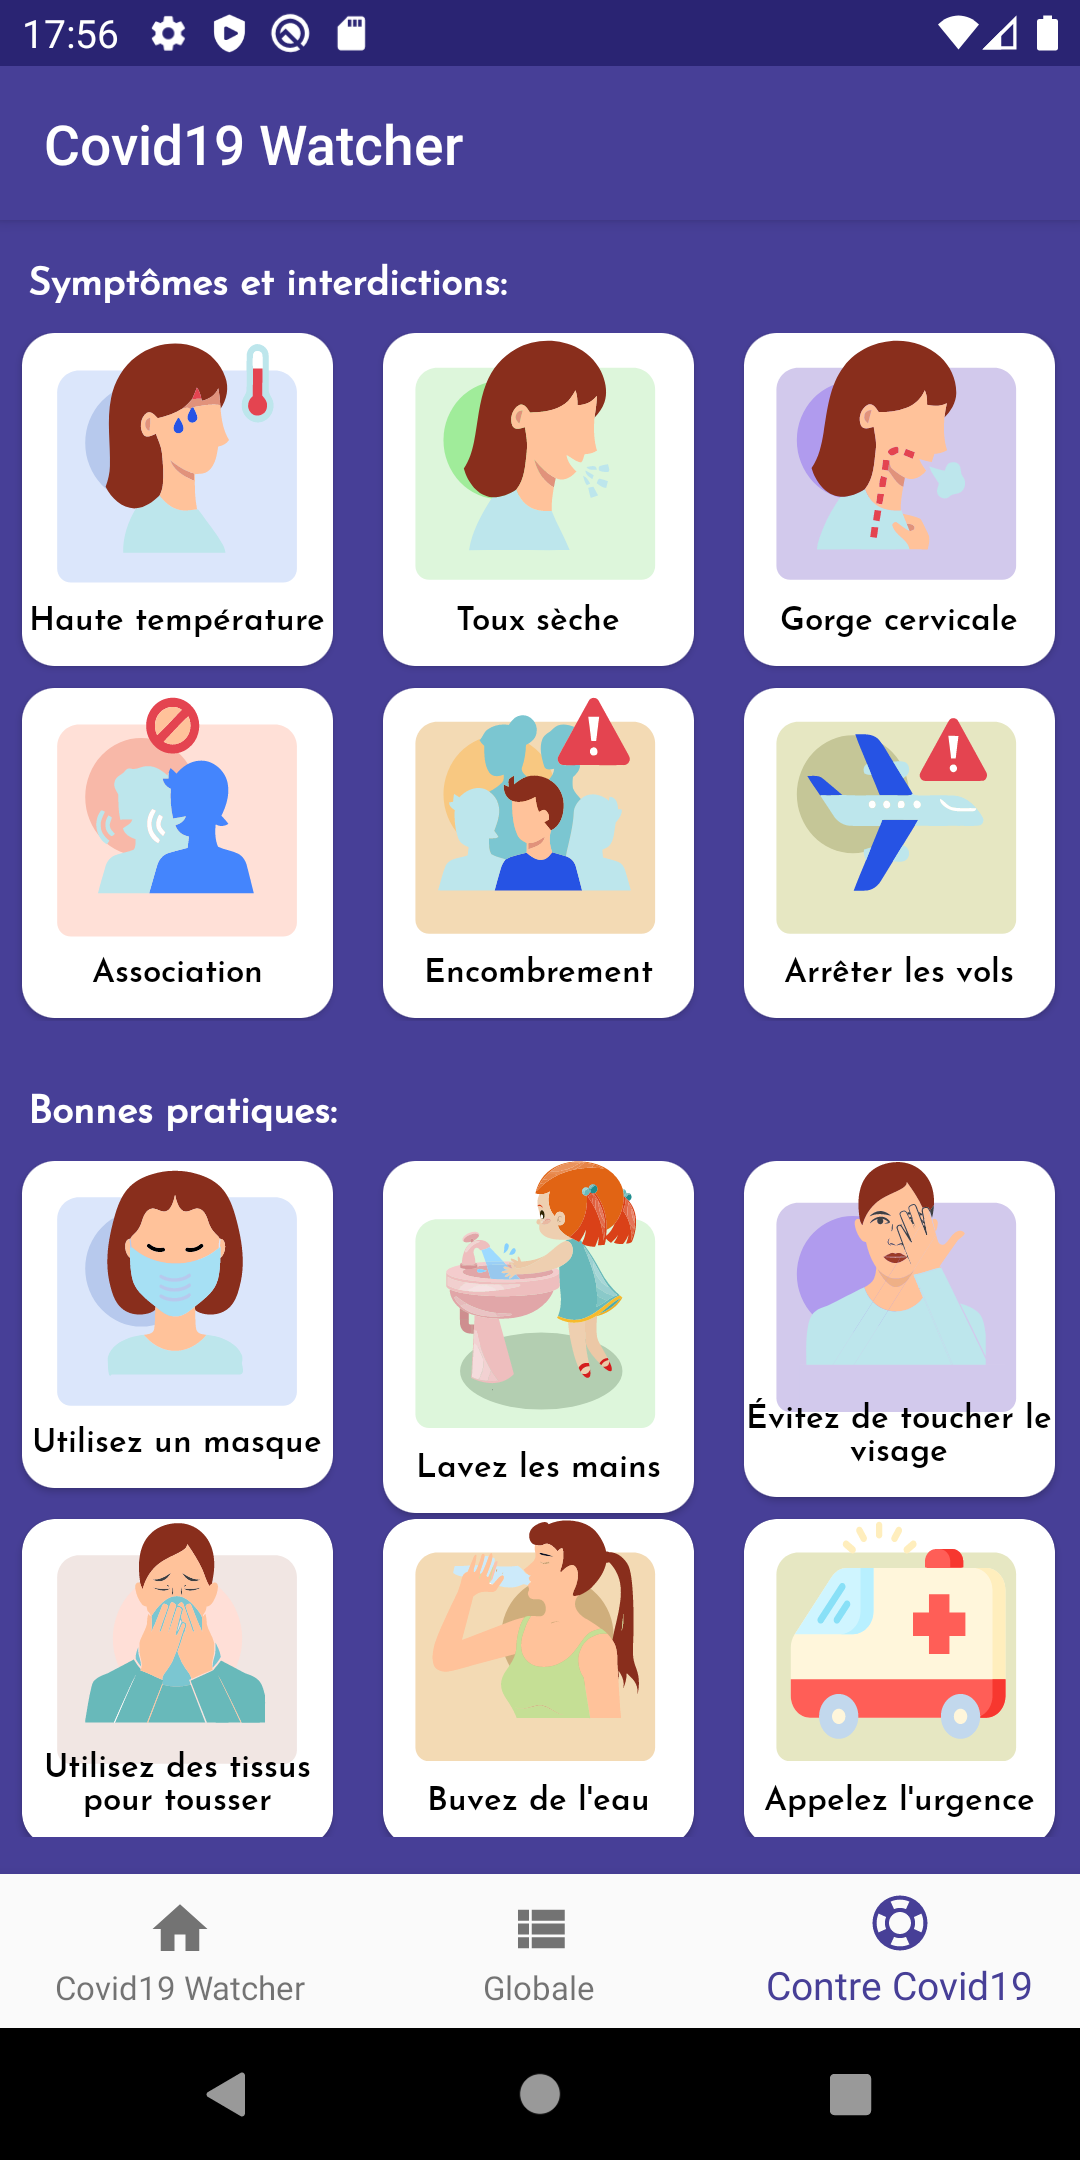 17:56
Covid19 Watcher
Symptômes et interdictions:
Haute température
Toux sèche
Gorge cervicale
Association
Encombrement
Arrêter les vols
Bonnes pratiques:
Utilisez un masque
Lavez les mains
Évitez de toucher le
visage
Utilisez des tissus
pour tousser
Buvez de l'eau
Appelez l'urgence
Covid19 Watcher
Globale
Contre Covid19